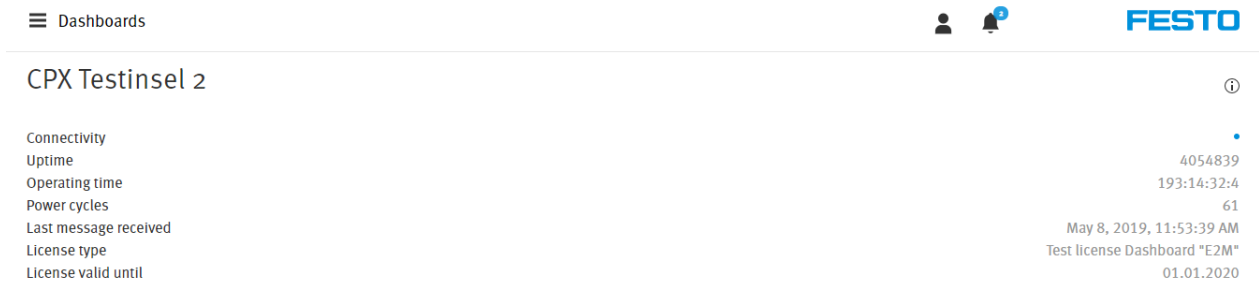 Dashboards
2
FESTO
CPX Testinsel 2
Connectivity
Uptime 4054839
Operating time 193:14:32:4
Power cycles 61
Last message received May 8, 2019, 11:53:39 AM
License type Test license Dashboard "E2M"
License valid until 01.01.2020